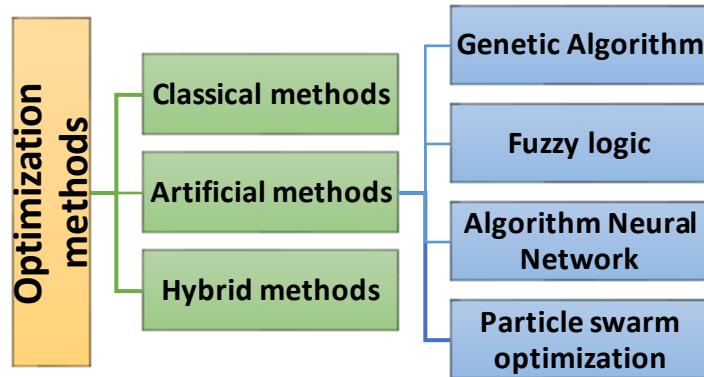 Optimization
methods
Classical methods
Artificial methods
Hybrid methods
Genetic Algorithm
Fuzzy logic
Algorithm Neural
Network
Particle swarm
optimization